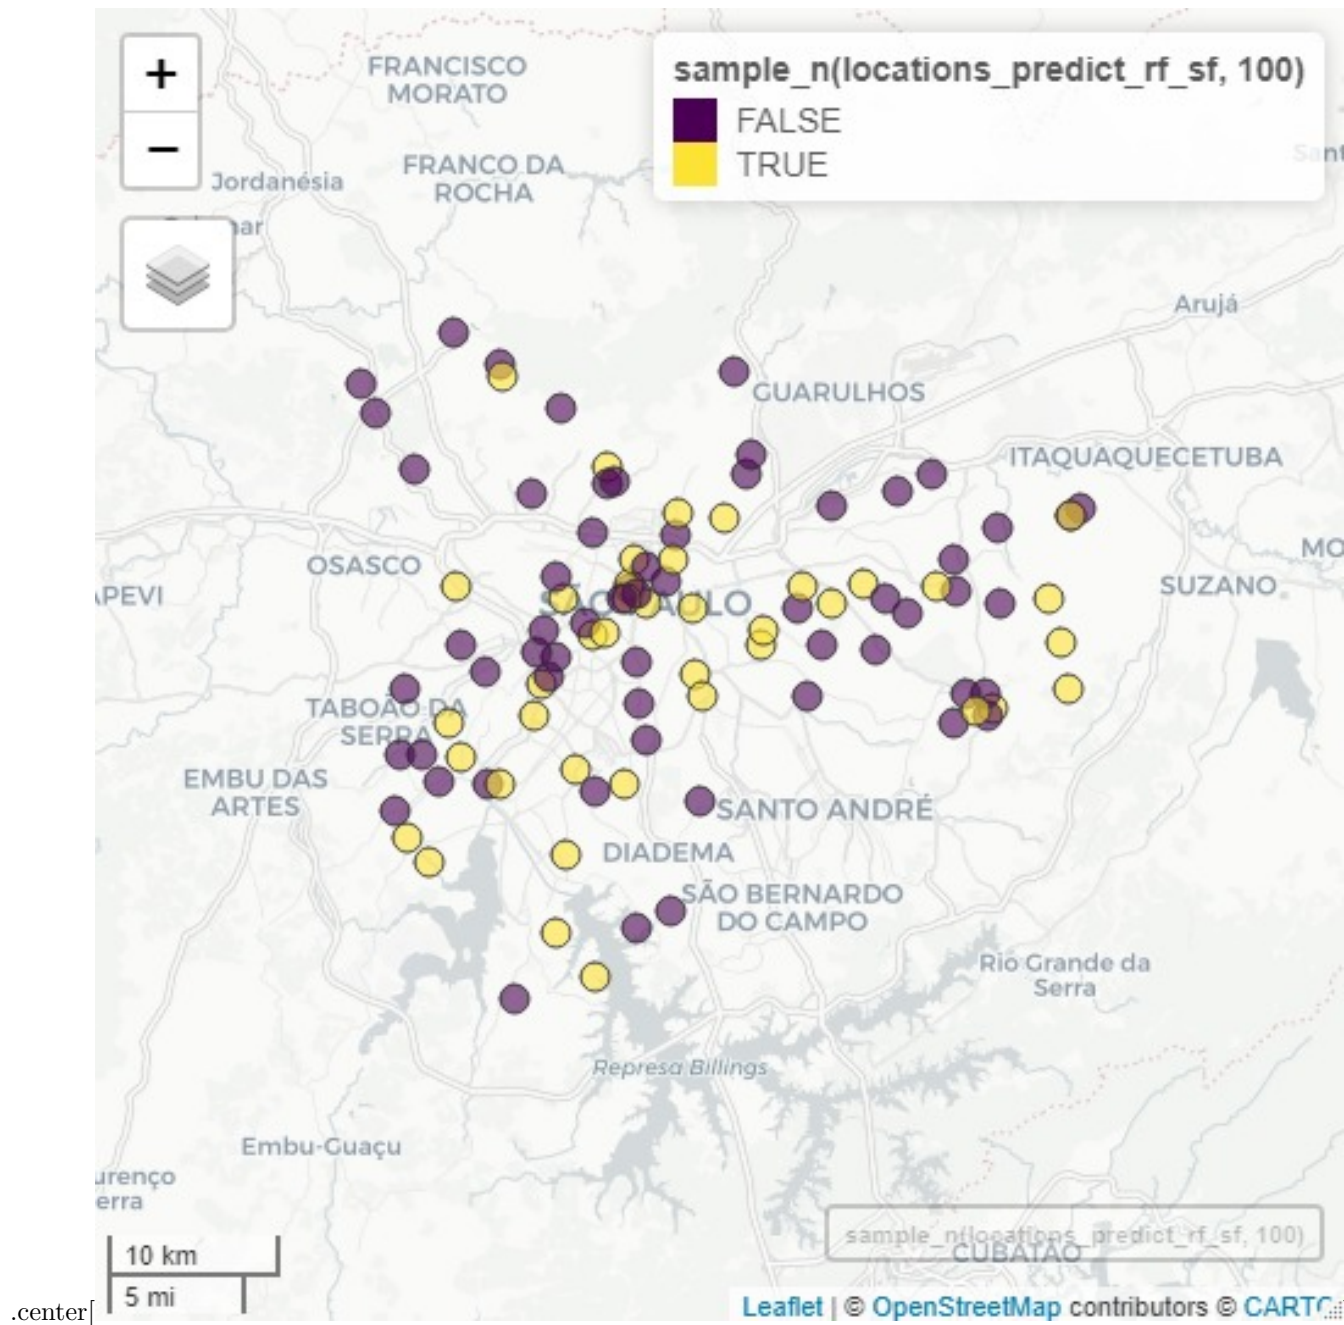 +
−
sample_n(locations_predict_rf_sf, 100)
FALSE
TRUE
FRANCISCO
MORATO
FRANCO DA
ROCHA
Jordanésia
Arujá
GUARULHOS
ITAQUAQUECETUBA
OSASCO
SÃO PAULO
SUZANO
TABOÃO DA
SERRA
EMBU DAS
ARTES
SANTO ANDRÉ
DIADEMA
SÃO BERNARDO
DO CAMPO
Rio Grande da
Serra
Represa Billings
Embu-Guaçu
sample_n(locations_predict_rf_sf, 100)
CUBATÃO
10 km
5 mi
.center[
Leaflet | © OpenStreetMap contributors © CARTO